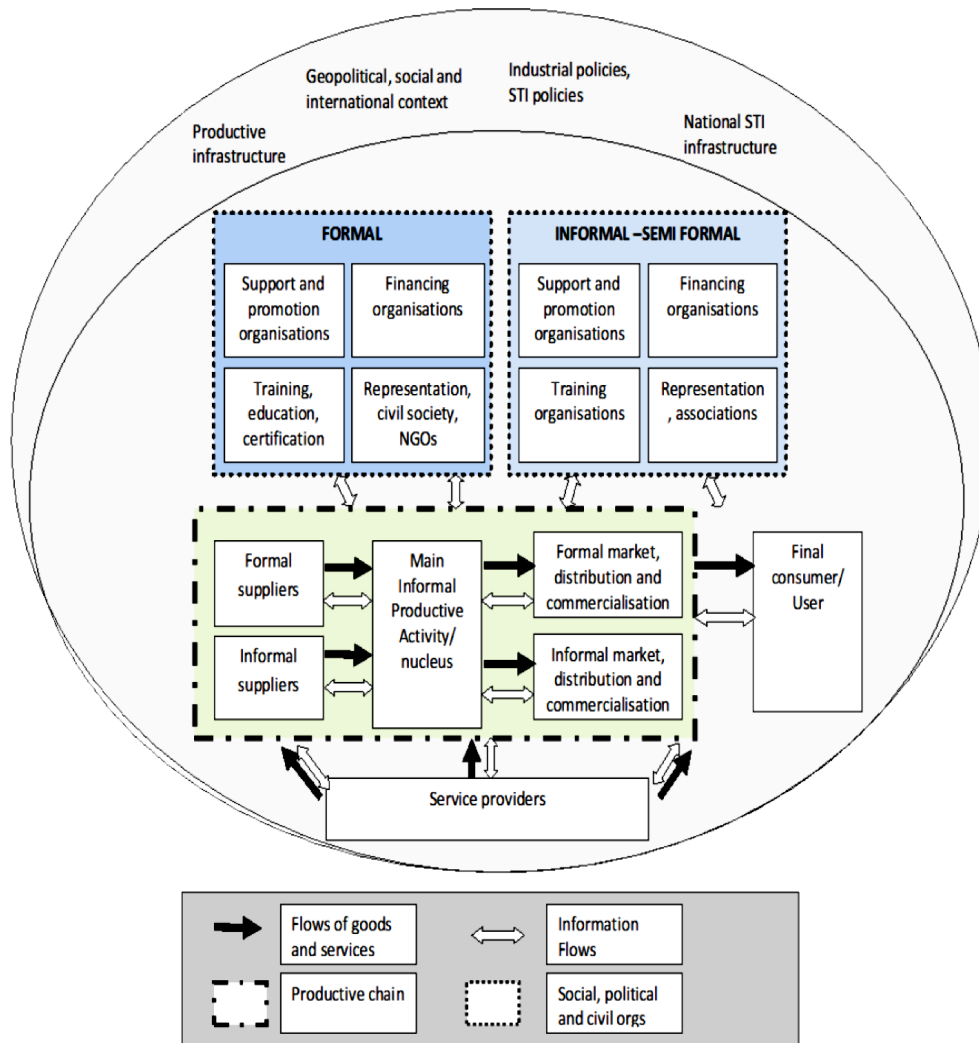 Geopolitical, social and
international context
Industrial policies,
STI policies
Productive
infrastructure
National STI
infrastructure
FORMAL
Support and
promotion
organisations
Financing
organisations
Training,
education,
certification
Representation,
civil society,
NGOs
INFORMAL –SEMI FORMAL
Support and
promotion
organisations
Financing
organisations
Training
organisations
Representation
, associations
Formal
suppliers
Informal
suppliers
Main
Informal
Productive
Activity/
nucleus
Formal market,
distribution and
commercialisation
Informal market,
distribution and
commercialisation
Final
consumer/
User
Service providers
Flows of goods
and services
Information
Flows
Productive chain
Social, political
and civil orgs